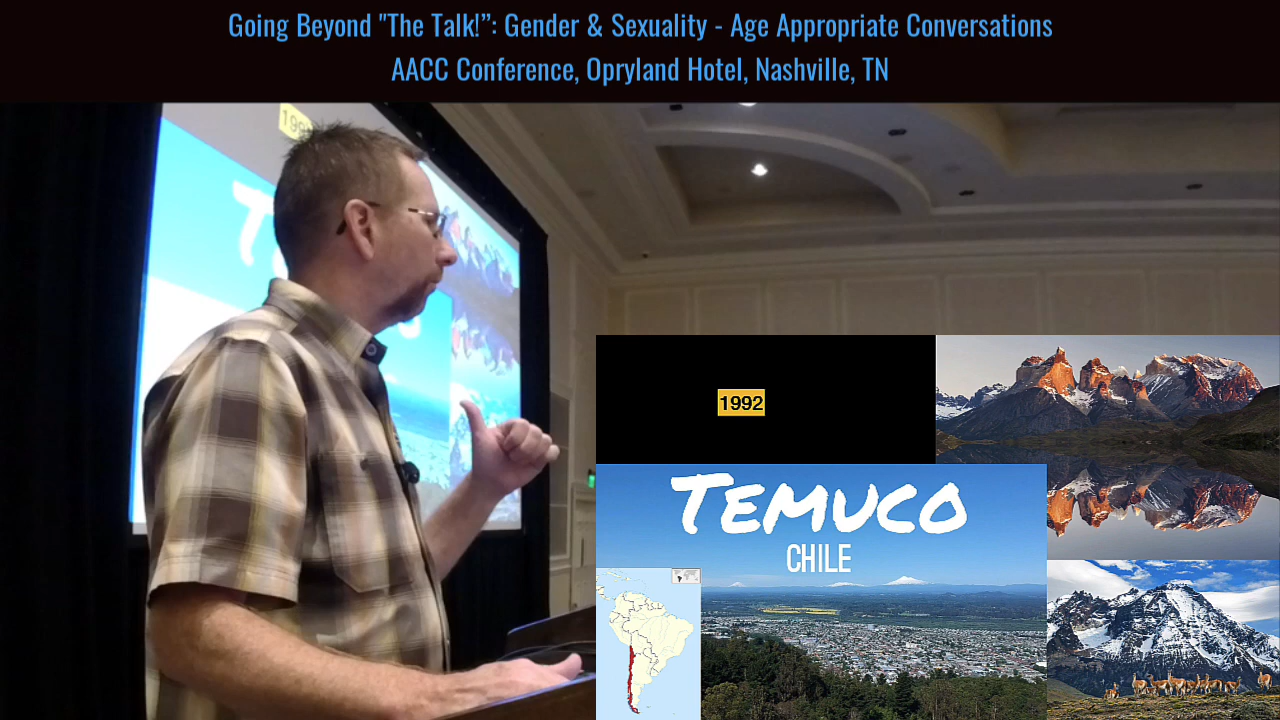 Going Beyond "The Talk!”: Gender & Sexuality - Age Appropriate Conversations
AACC Conference, Opryland Hotel, Nashville, TN
1992
TEMUCO
CHILE